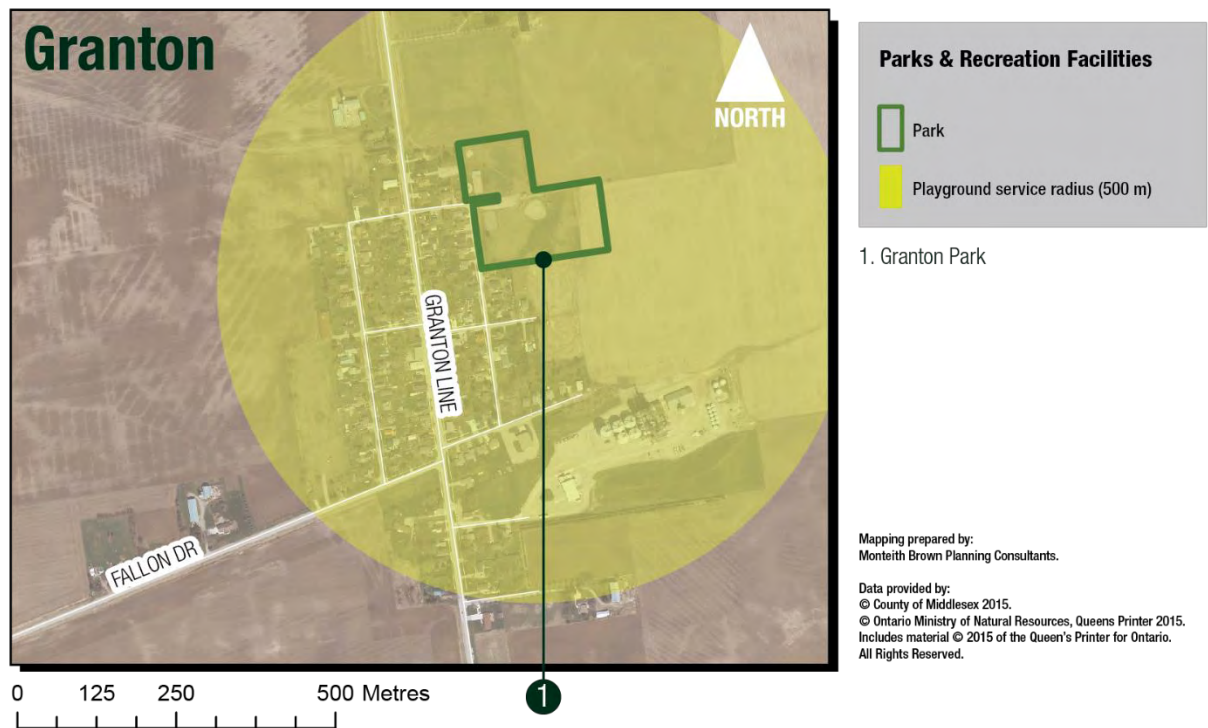 Granton
NORTH
GRANTON LINE
FALLON DR
0 125 250 500 Metres
1
Parks & Recreation Facilities
Park
Playground service radius (500 m)
1. Granton Park
Mapping prepared by:
Monteith Brown Planning Consultants.
Data provided by:
© County of Middlesex 2015.
© Ontario Ministry of Natural Resources, Queens Printer 2015.
Includes material © 2015 of the Queen's Printer for Ontario.
All Rights Reserved.